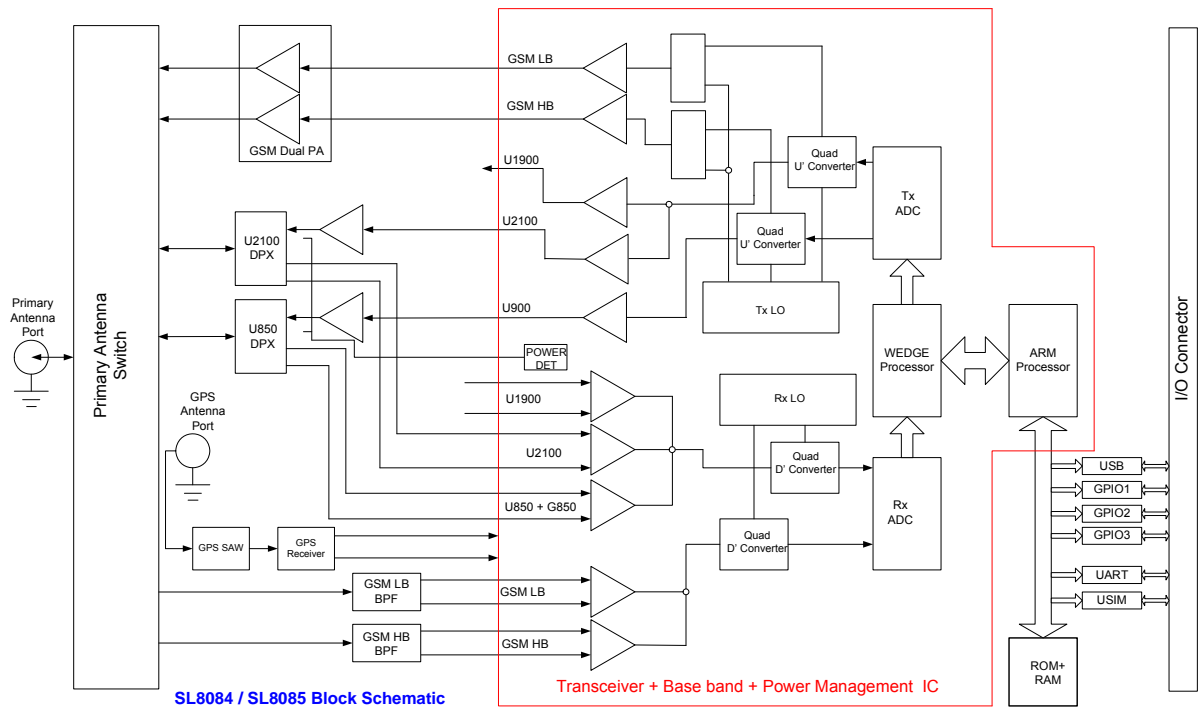 GSM LB
GSM HB
GSM Dual PA
U1900
U2100
U2100
DPX
U900
U850
DPX
POWER
DET
Quad
U' Converter
Quad
U' Converter
Tx
ADC
Tx LO
Primary
Antenna
Port
Primary Antenna
Switch
GPS
Antenna
Port
WEDGE
Processor
ARM
Processor
I/O Connector
U1900
U2100
U850 + G850
Rx LO
Quad
D' Converter
Quad
D' Converter
Rx
ADC
USB
GPIO1
GPIO2
GPIO3
UART
USIM
GPS SAW
GPS
Receiver
GSM LB
BPF
GSM LB
GSM HB
BPF
GSM HB
ROM+
RAM
SL8084 / SL8085 Block Schematic
Transceiver + Base band + Power Management IC